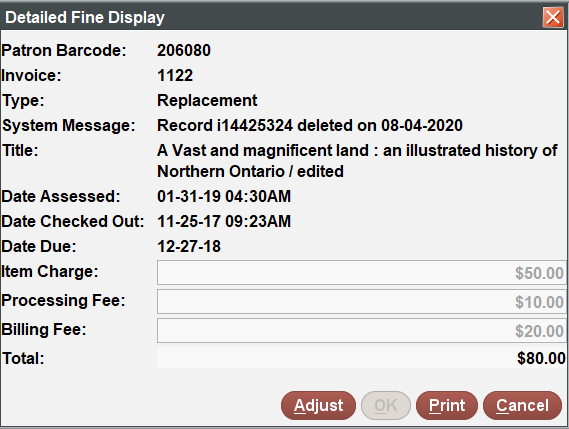 Detailed Fine Display
Patron Barcode: 206080
Invoice: 1122
Type: Replacement
System Message: Record i14425324 deleted on 08-04-2020
Title: A Vast and magnificent land : an illustrated history of
Northern Ontario / edited
Date Assessed: 01-31-19 04:30AM
Date Checked Out: 11-25-17 09:23AM
Date Due: 12-27-18
Item Charge: $50.00
Processing Fee: $10.00
Billing Fee: $20.00
Total: $80.00
Adjust OK Print Cancel